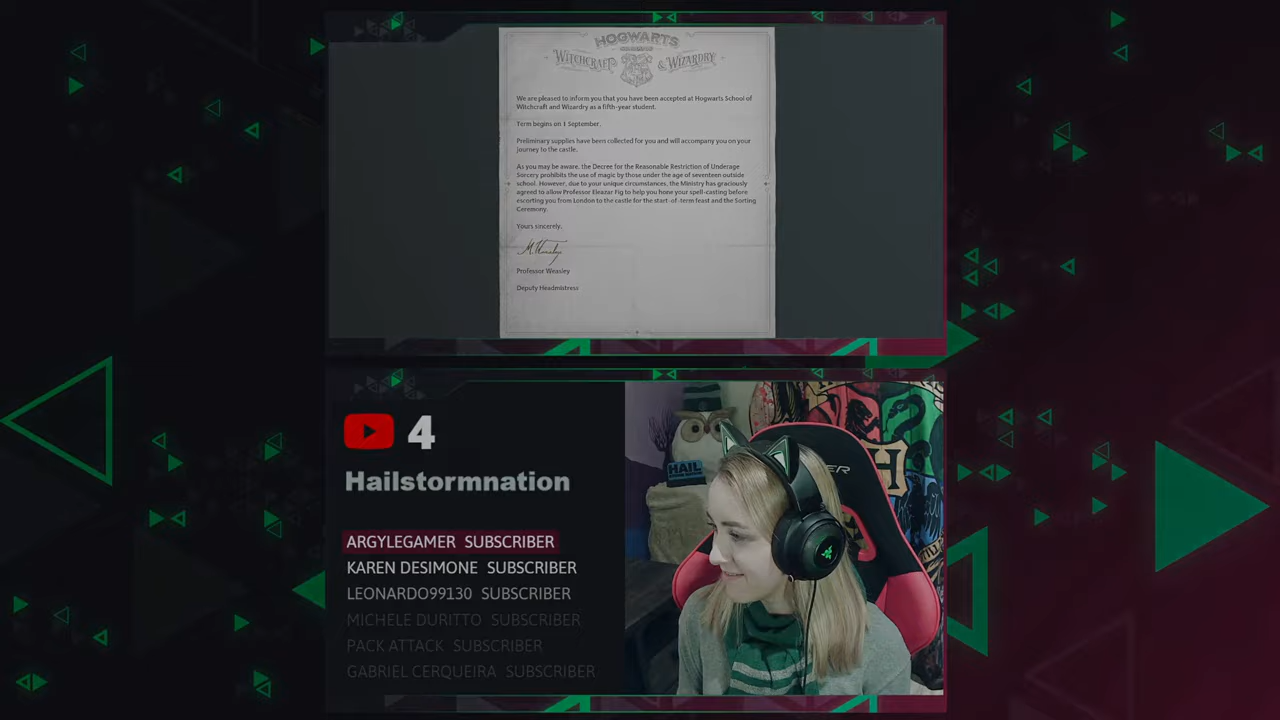 HOGWARTS
WITCHCRAFT & WIZARDRY
We are pleased to inform you that you have been accepted at Hogwarts School of
Witchcraft and Wizardry as a fifth-year student.
Term begins on 1 September.
Preliminary supplies have been collected for you and will accompany you on your
journey to the castle.
As you may be aware, the Decree for the Reasonable Restriction of Underage
Sorcery prohibits the use of magic by those under the age of seventeen outside
school. However, due to your unique circumstances, the Ministry has graciously
agreed to allow Professor Eleazar Fig to help you hone your spell-casting before
escorting you from London to the castle for the start-of-term feast and the Sorting
Ceremony.
Yours sincerely,
M. Weasley
Professor Weasley
Deputy Headmistress
4
Hailstormnation
ARGYLEGAMER SUBSCRIBER
KAREN DESIMONE SUBSCRIBER
LEONARDO99130 SUBSCRIBER
MICHELE DURITTO SUBSCRIBER
PACK ATTACK SUBSCRIBER
GABRIEL CERQUEIRA SUBSCRIBER
HAIL